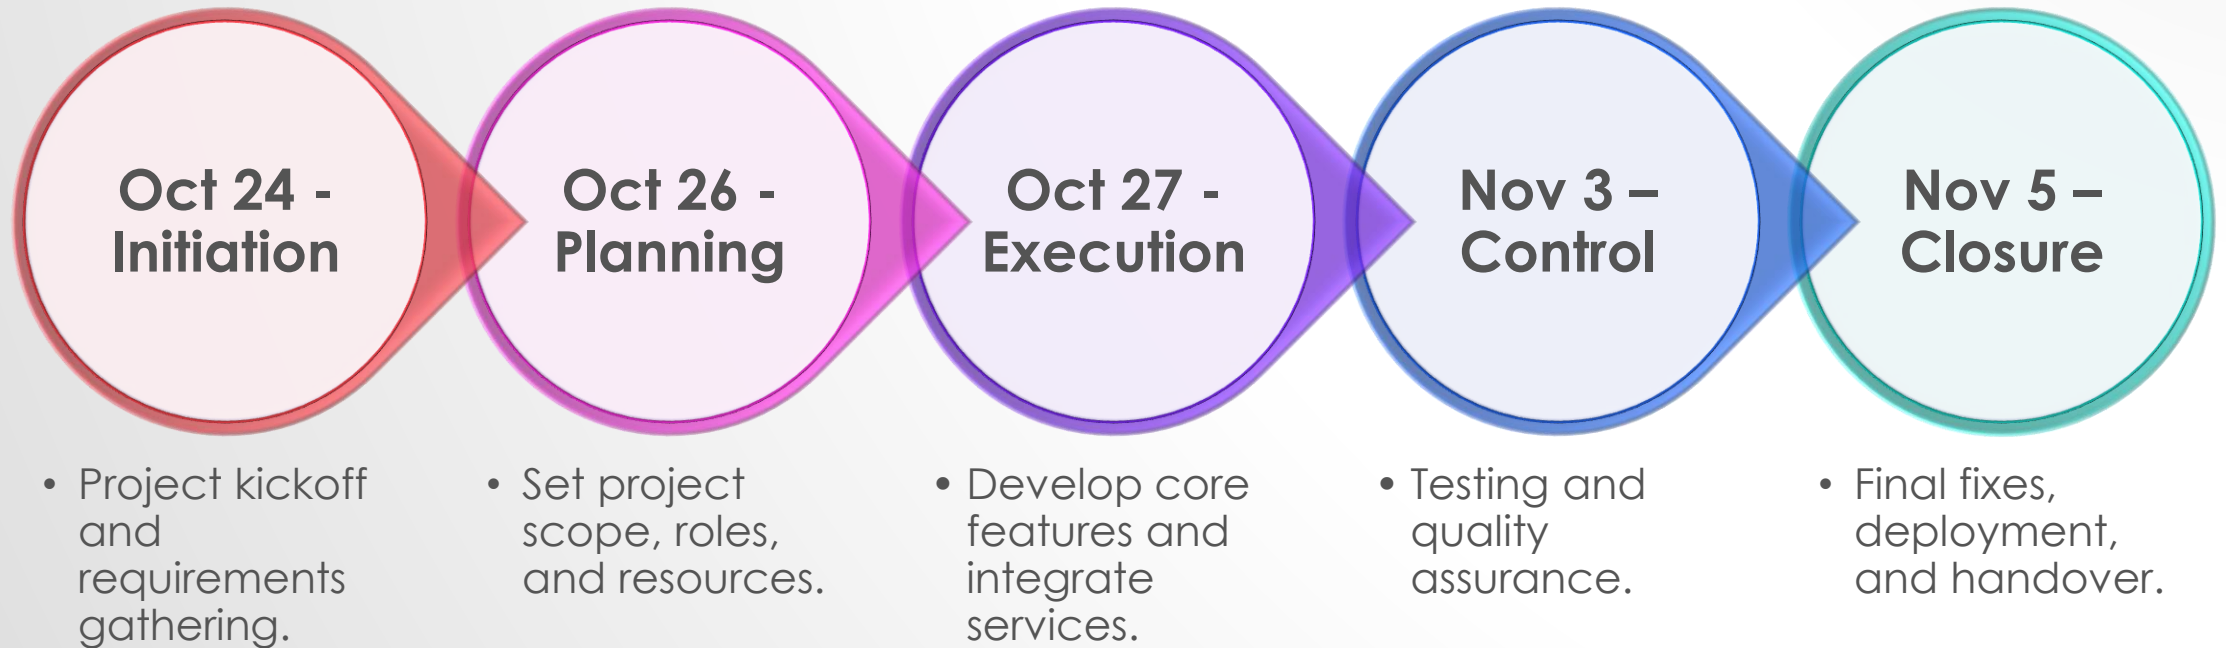 Oct 24 -
Initiation
• Project kickoff
and
requirements
gathering.
Oct 26 -
Planning
• Set project
scope, roles,
and resources.
Oct 27 -
Execution
• Develop core
features and
integrate
services.
Nov 3 –
Control
• Testing and
quality
assurance.
Nov 5 –
Closure
• Final fixes,
deployment,
and handover.